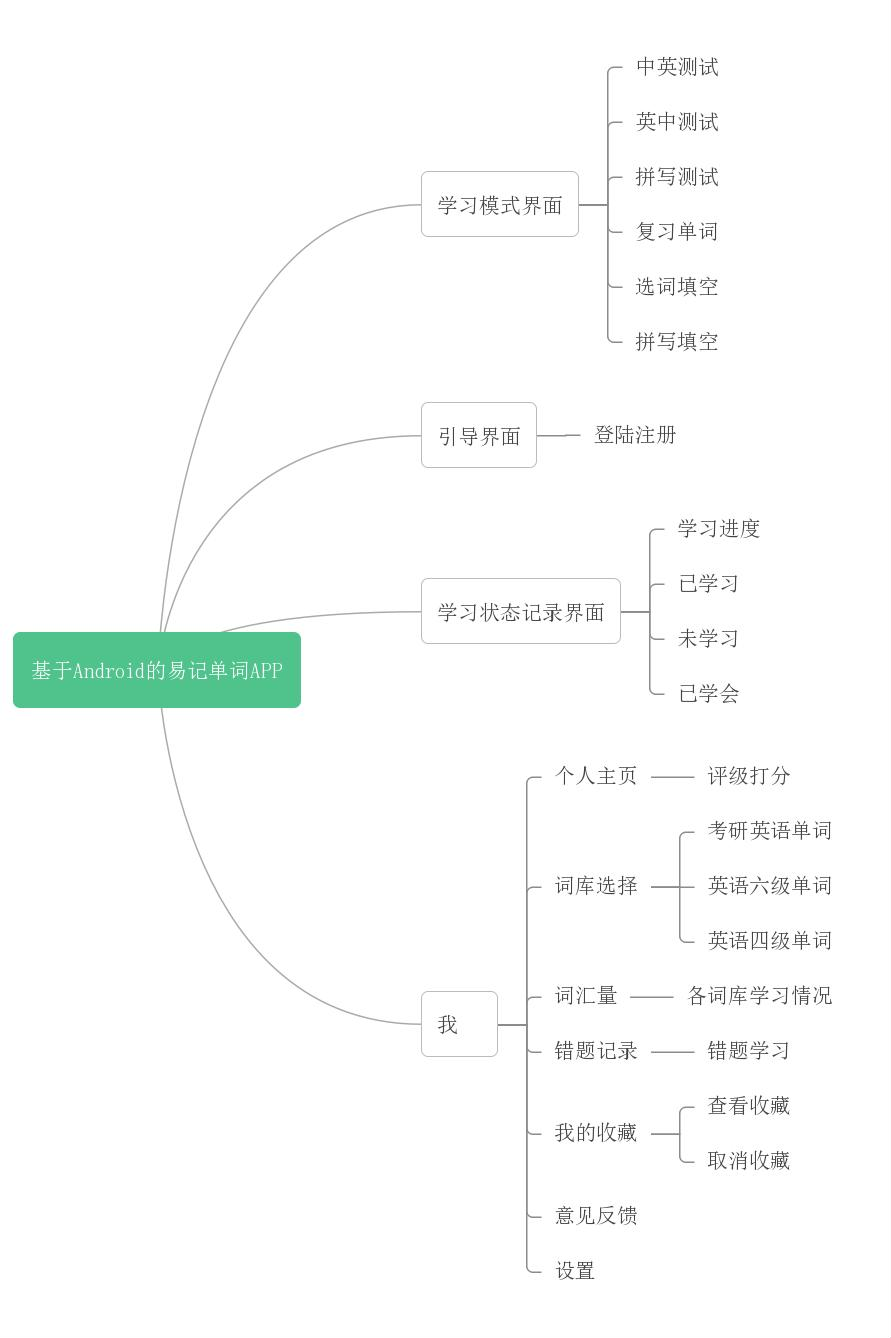 基于Android的易记单词APP
学习模式界面
中英测试
英中测试
拼写测试
复习单词
选词填空
拼写填空
引导界面
登陆注册
学习状态记录界面
学习进度
已学习
未学习
已学会
我
个人主页
评级打分
词库选择
考研英语单词
英语六级单词
英语四级单词
词汇量
各词库学习情况
错题记录
错题学习
我的收藏
查看收藏
取消收藏
意见反馈
设置